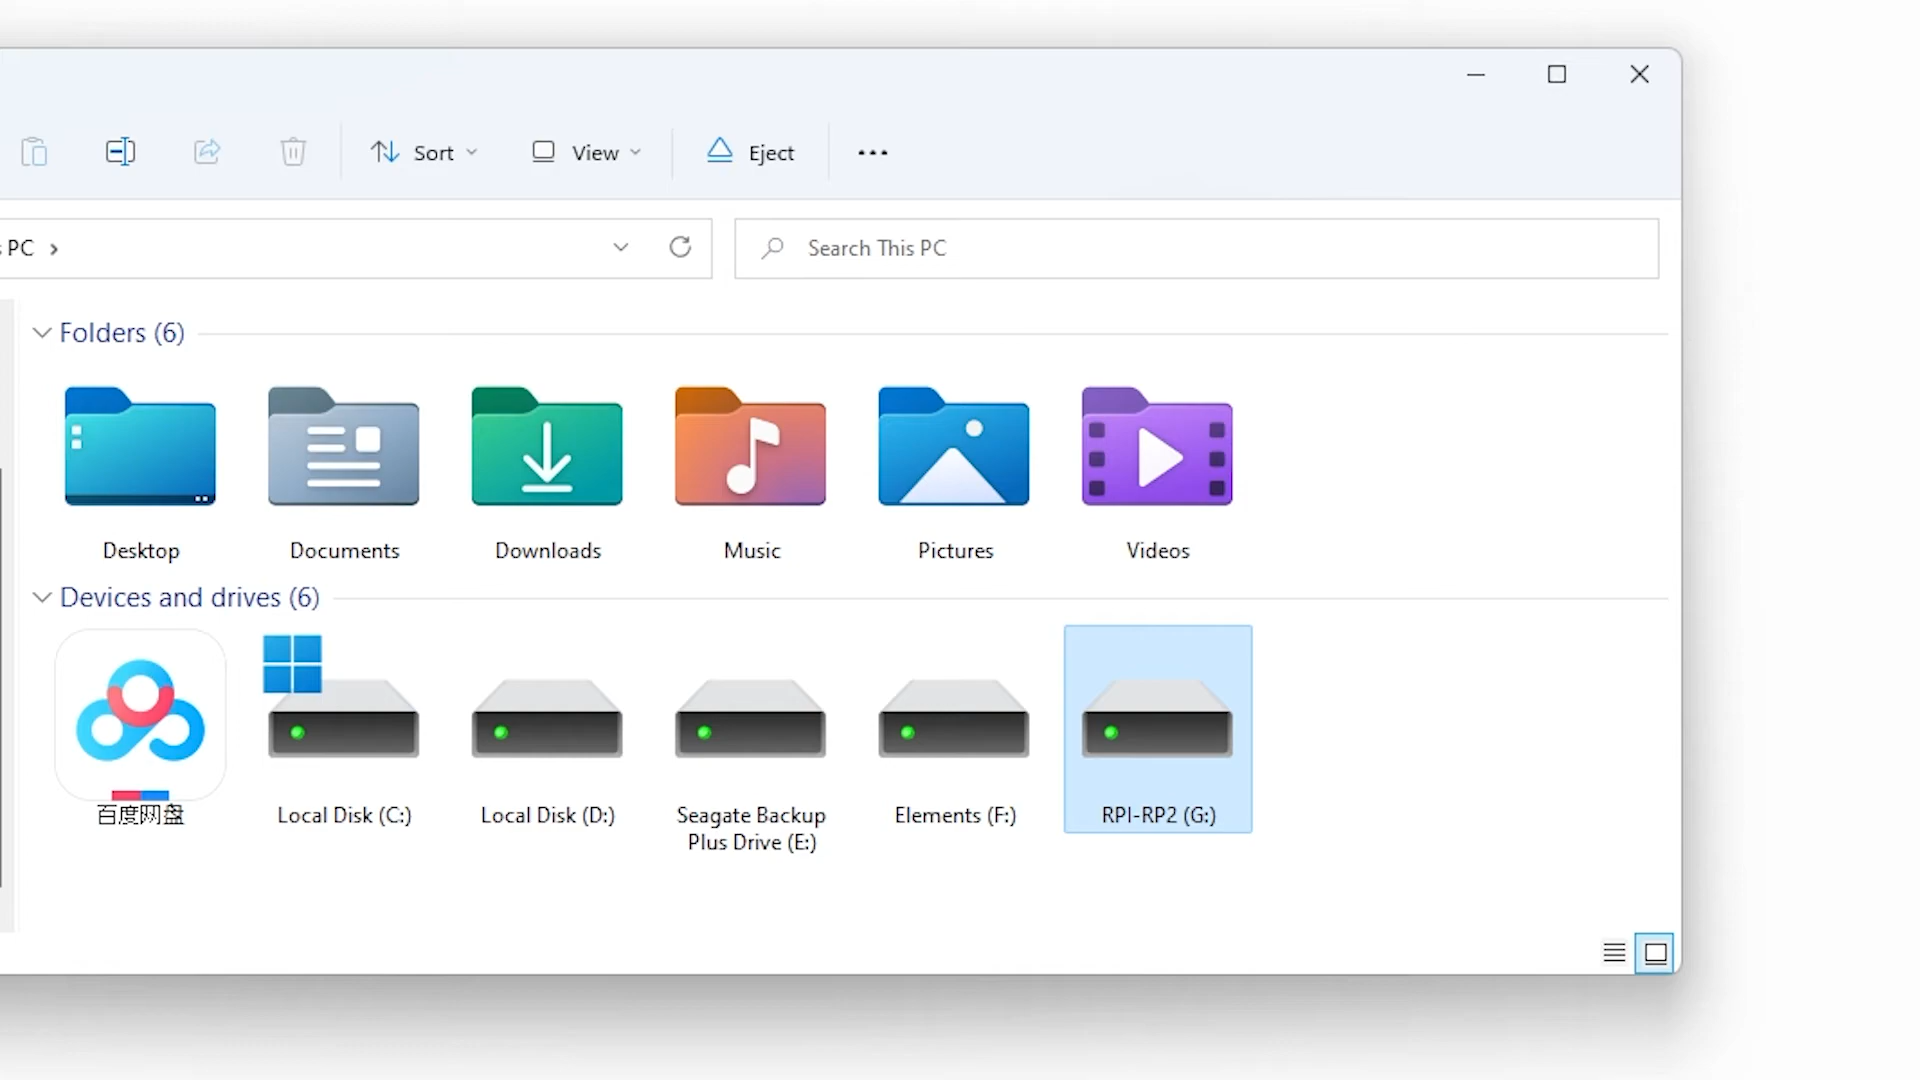 Sort
View
Eject
PC
Search This PC
Folders (6)
Desktop
Documents
Downloads
Music
Pictures
Videos
Devices and drives (6)
百度网盘
Local Disk (C:)
Local Disk (D:)
Seagate Backup
Plus Drive (E:)
Elements (F:)
RPI-RP2 (G:)